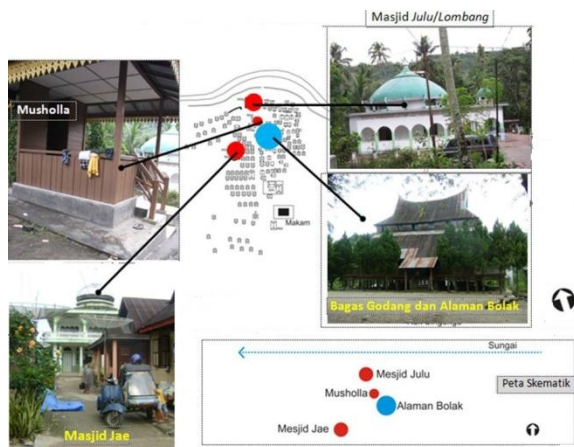 Masjid Julu/Lombang
Musholla
Makam
Bagas Godang dan Alaman Bolak
Masjid Jae
Sungai
Mesjid Julu
Musholla
Alaman Bolak
Mesjid Jae
Peta Skematik